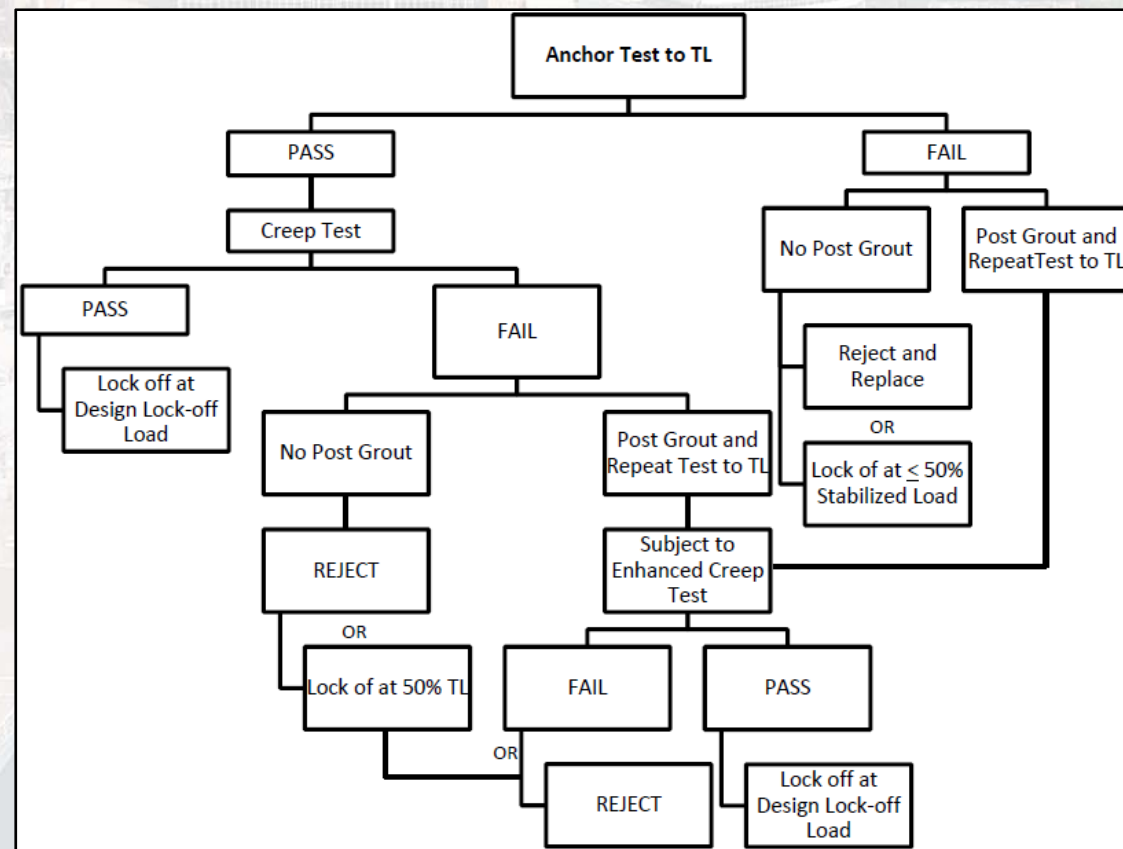 Anchor Test to TL
PASS
FAIL
Creep Test
No Post Grout
Post Grout and
RepeatTest to TL
PASS
FAIL
Reject and
Replace
OR
Lock of at ≤ 50%
Stabilized Load
Lock off at
Design Lock-off
Load
No Post Grout
Post Grout and
Repeat Test to TL
REJECT
Subject to
Enhanced Creep
Test
OR
Lock of at 50% TL
FAIL
PASS
OR
REJECT
Lock off at
Design Lock-off
Load